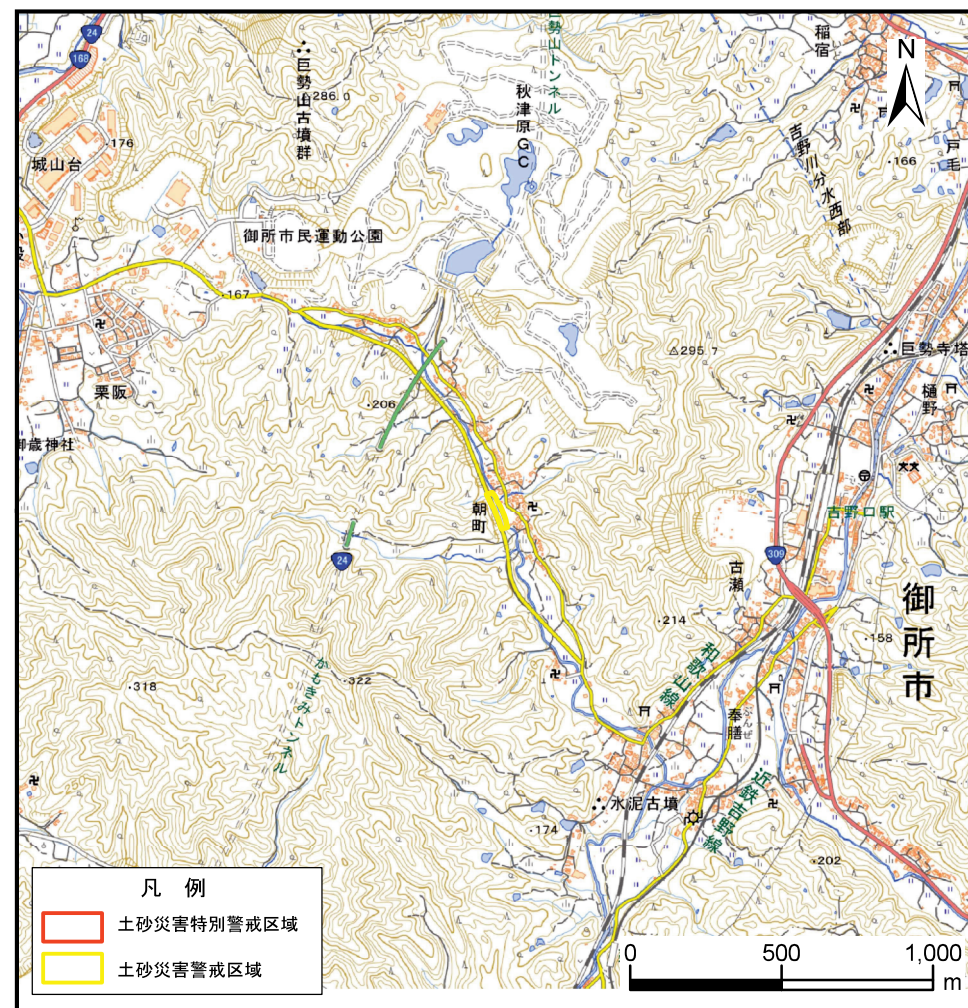 24
168
巨勢山古墳群
286.0
巨勢山トンネル
秋津原GC
稲宿
N
戸毛
吉野川分水西部
166
176
城山台
御所市民運動公園
167
栗阪
御歳神社
206
295.7
巨勢寺塔
樋野
吉野口駅
朝町
24
309
古瀬
御所市
214
158
和歌山線
奉膳
ぶんぜ
322
318
かむきみトンネル
近鉄吉野線
水泥古墳
174
202
凡 例
土砂災害特別警戒区域
土砂災害警戒区域
0 500 1,000
m